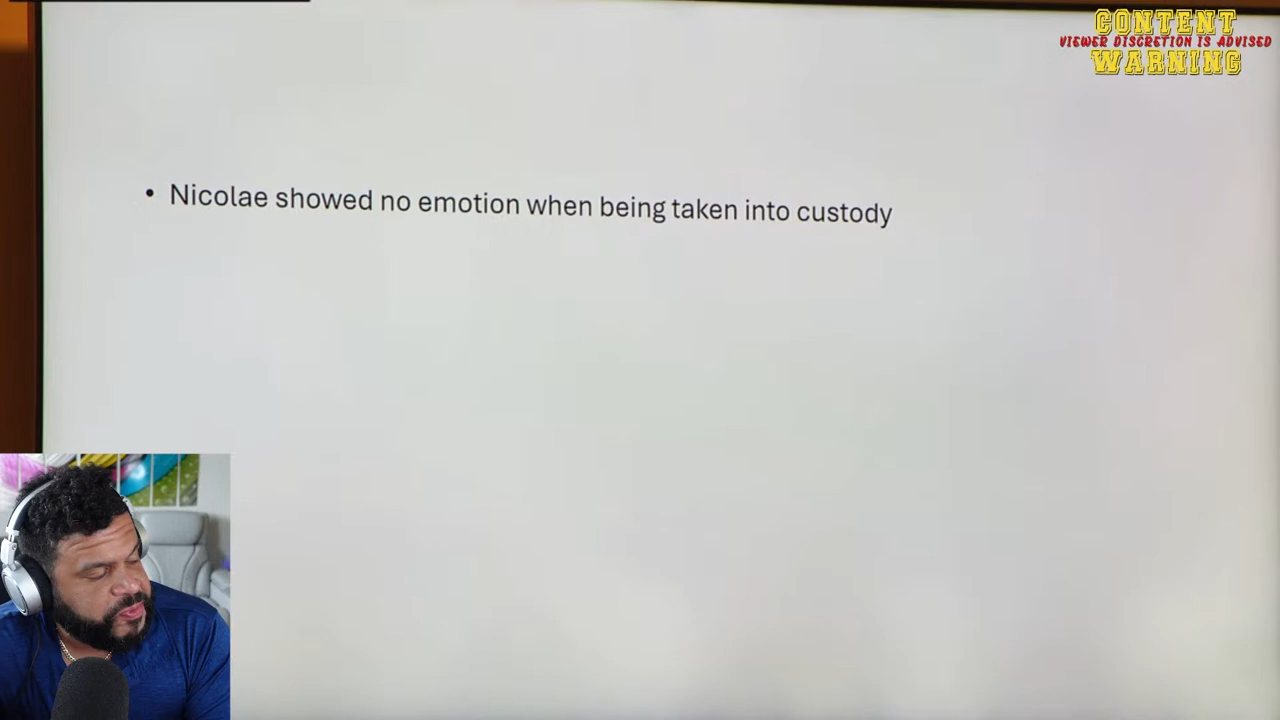 CONTENT
VIEWER DISCRETION IS ADVISED
WARNING
• Nicolae showed no emotion when being taken into custody